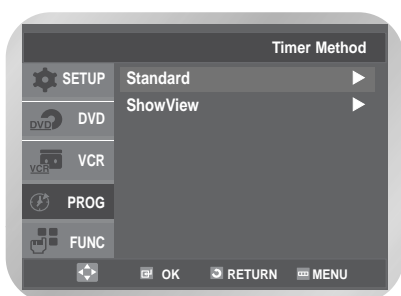 Timer Method
SETUP
Standard
ShowView
DVD DVD
VCR VCR
PROG
FUNC
OK RETURN MENU